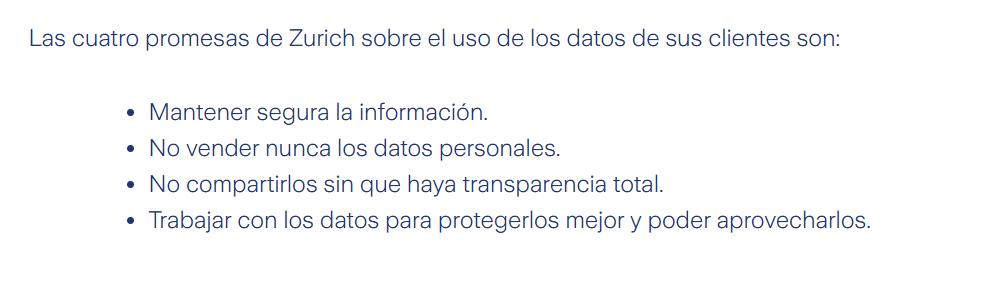 Las cuatro promesas de Zurich sobre el uso de los datos de sus clientes son:
• Mantener segura la información.
• No vender nunca los datos personales.
• No compartirlos sin que haya transparencia total.
• Trabajar con los datos para protegerlos mejor y poder aprovecharlos.